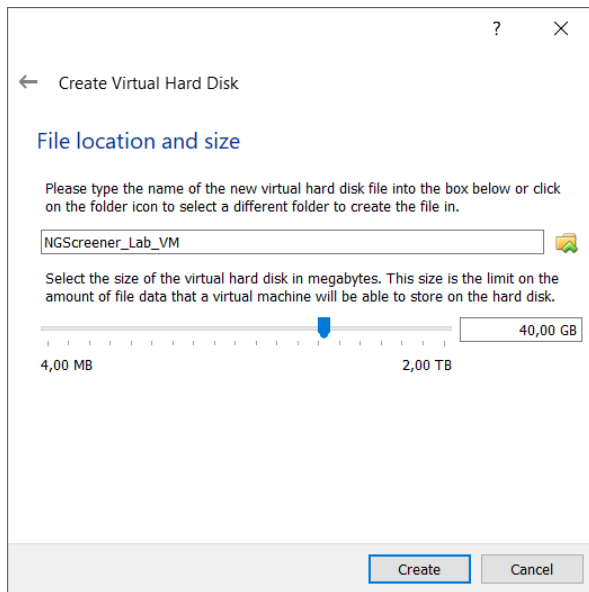 ?
Create Virtual Hard Disk
File location and size
Please type the name of the new virtual hard disk file into the box below or click
on the folder icon to select a different folder to create the file in.
NGScreener_Lab_VM
Select the size of the virtual hard disk in megabytes. This size is the limit on the
amount of file data that a virtual machine will be able to store on the hard disk.
40,00 GB
4,00 MB 2,00 TB
Create Cancel